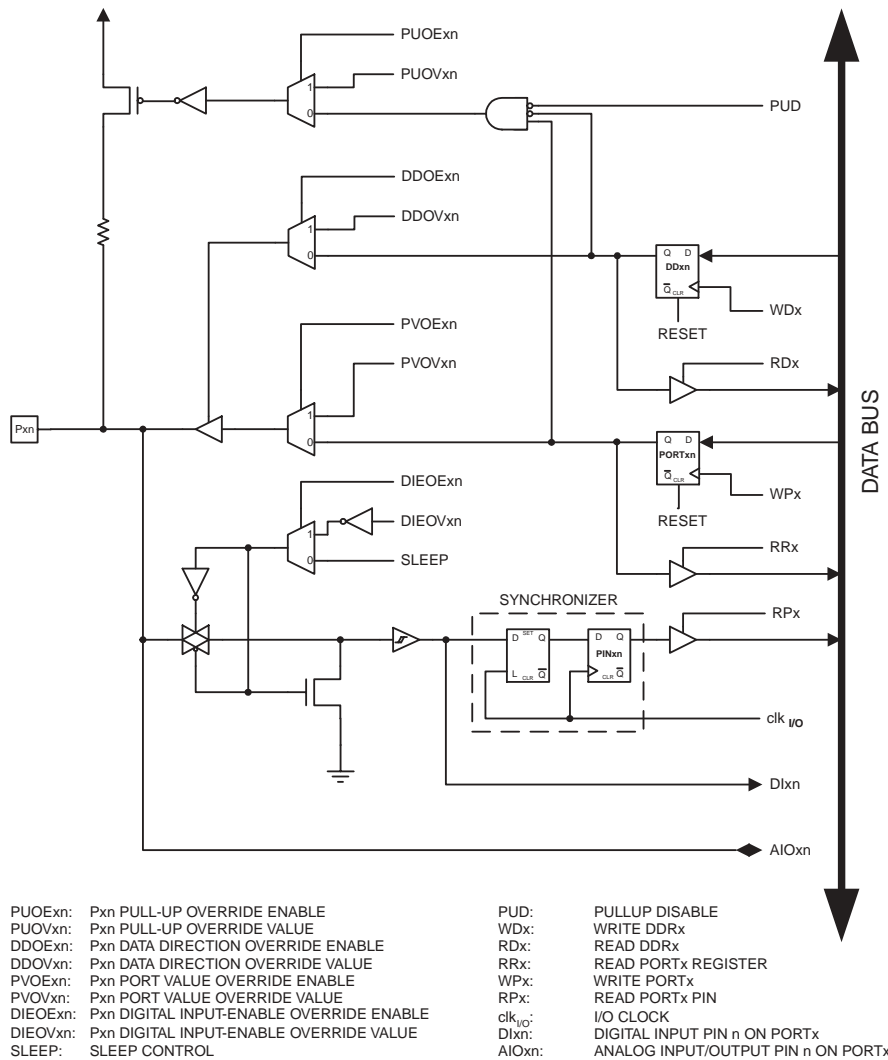 PUOExn
PUOVxn
1
0
PUD
DDOExn
DDOVxn
1
0
Q D
DDxn
Q CLR
WDx
RESET
PVOExn
RDx
PVOVxn
Pxn
1
0
Q D
PORTxn
Q CLR
DATA BUS
DIEOExn
WPx
DIEOVxn
RESET
1
0
SLEEP
RRx
SYNCHRONIZER
RPx
D SET Q
L CLR Q
D Q
PINxn
CLR Q
clk I/O
DIxn
AIOxn
PUOExn: Pxn PULL-UP OVERRIDE ENABLE
PUOVxn: Pxn PULL-UP OVERRIDE VALUE
DDOExn: Pxn DATA DIRECTION OVERRIDE ENABLE
DDOVxn: Pxn DATA DIRECTION OVERRIDE VALUE
PVOExn: Pxn PORT VALUE OVERRIDE ENABLE
PVOVxn: Pxn PORT VALUE OVERRIDE VALUE
DIEOExn: Pxn DIGITAL INPUT-ENABLE OVERRIDE ENABLE
DIEOVxn: Pxn DIGITAL INPUT-ENABLE OVERRIDE VALUE
SLEEP: SLEEP CONTROL
PUD: PULLUP DISABLE
WDx: WRITE DDRx
RDx: READ DDRx
RRx: READ PORTx REGISTER
WPx: WRITE PORTx
RPx: READ PORTx PIN
clk I/O: I/O CLOCK
DIxn: DIGITAL INPUT PIN n ON PORTx
AIOxn: ANALOG INPUT/OUTPUT PIN n ON PORTx